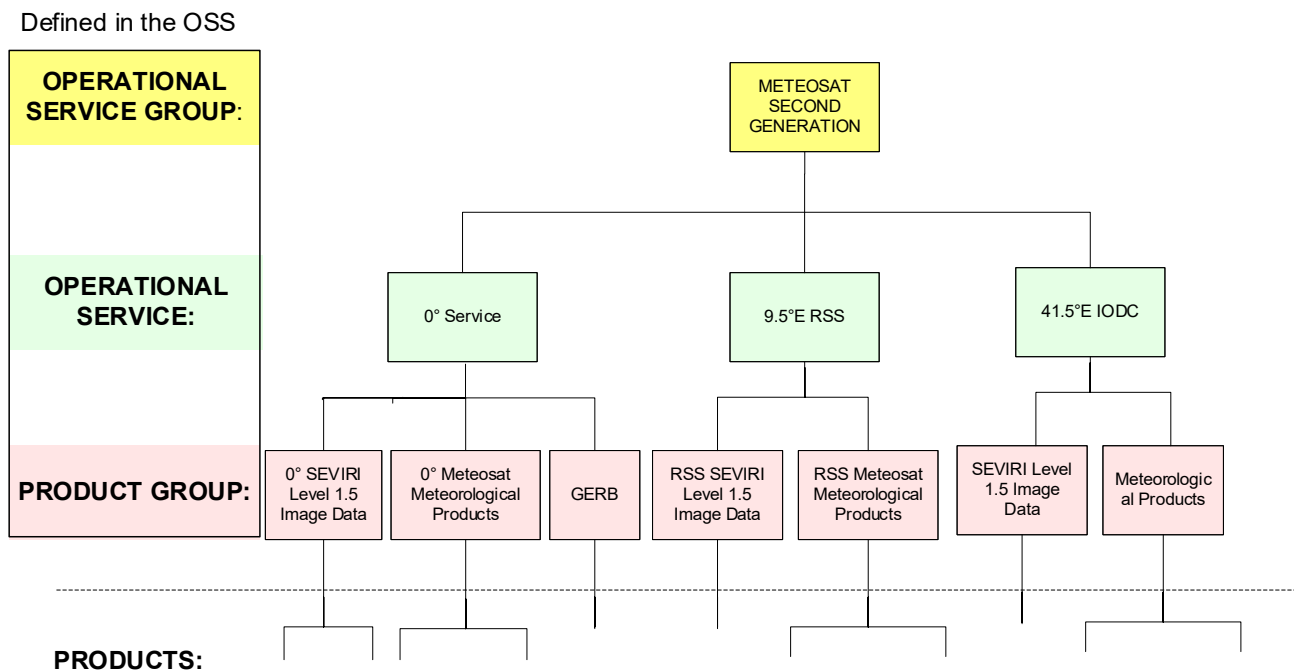 Defined in the OSS
OPERATIONAL
SERVICE GROUP:
METEOSAT
SECOND
GENERATION
OPERATIONAL
SERVICE:
0° Service
9.5°E RSS
41.5°E IODC
PRODUCT GROUP:
0° SEVIRI
Level 1.5
Image Data
0° Meteosat
Meteorological
Products
GERB
RSS SEVIRI
Level 1.5
Image Data
RSS Meteosat
Meteorological
Products
SEVIRI Level
1.5 Image
Data
Meteorologic
al Products
PRODUCTS: